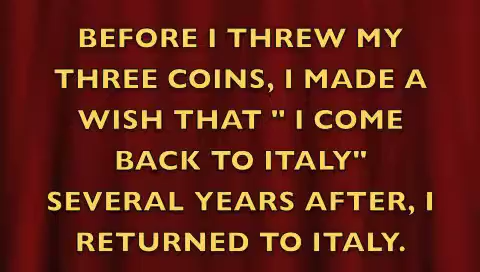 BEFORE I THREW MY
THREE COINS, I MADE A
WISH THAT " I COME
BACK TO ITALY"
SEVERAL YEARS AFTER, I
RETURNED TO ITALY.